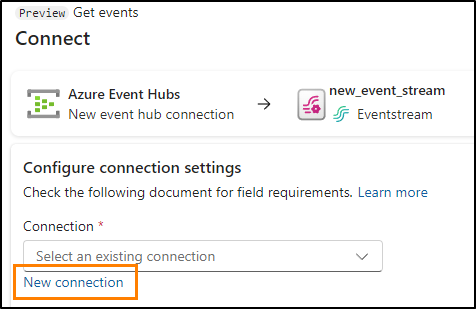 Preview Get events
Connect
Azure Event Hubs
New event hub connection
new_event_stream
Eventstream
Configure connection settings
Check the following document for field requirements. Learn more
Connection *
Select an existing connection
New connection